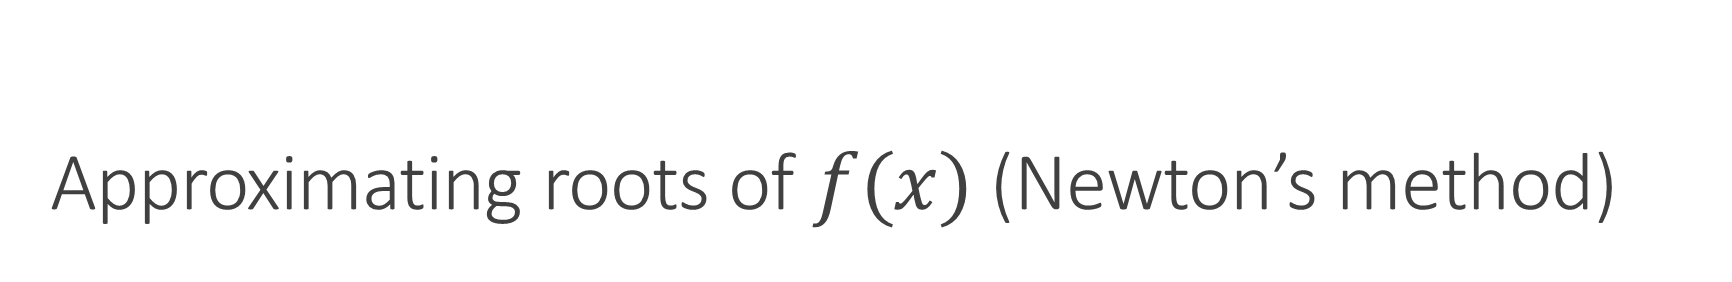 Approximating roots of 𝑓(𝑥) (Newton’s method)